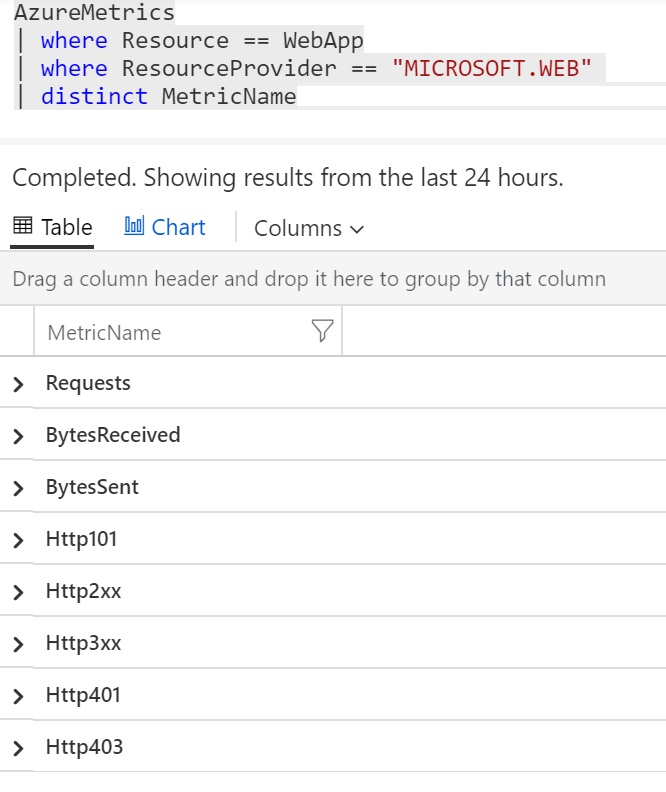 AzureMetrics
| where Resource == WebApp
| where ResourceProvider == "MICROSOFT.WEB"
| distinct MetricName
Completed. Showing results from the last 24 hours.
Table Chart Columns
Drag a column header and drop it here to group by that column
MetricName
Requests
BytesReceived
BytesSent
Http101
Http2xx
Http3xx
Http401
Http403